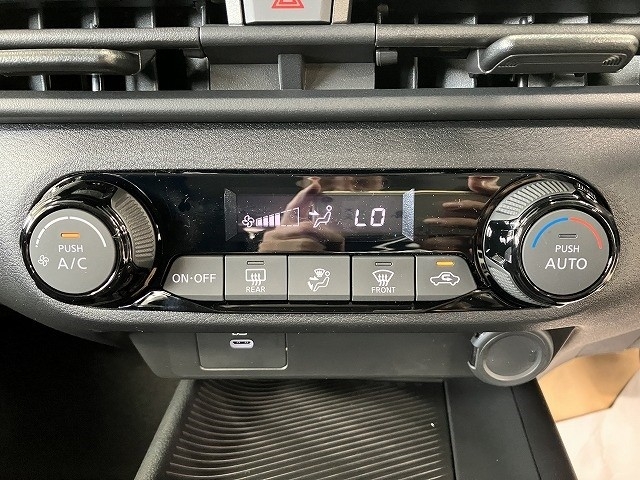 LO
PUSH
A/C
PUSH
AUTO
ON·OFF
REAR
FRONT